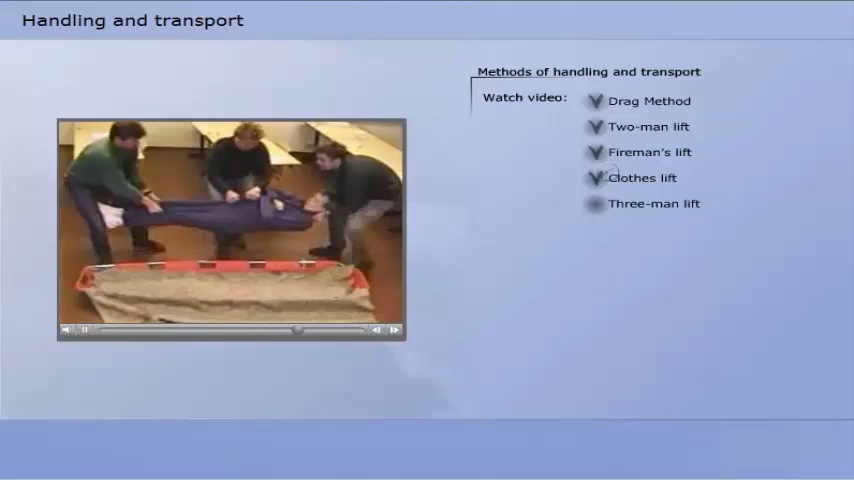 Handling and transport
Methods of handling and transport
Watch video:
Drag Method
Two-man lift
Fireman's lift
Clothes lift
Three-man lift